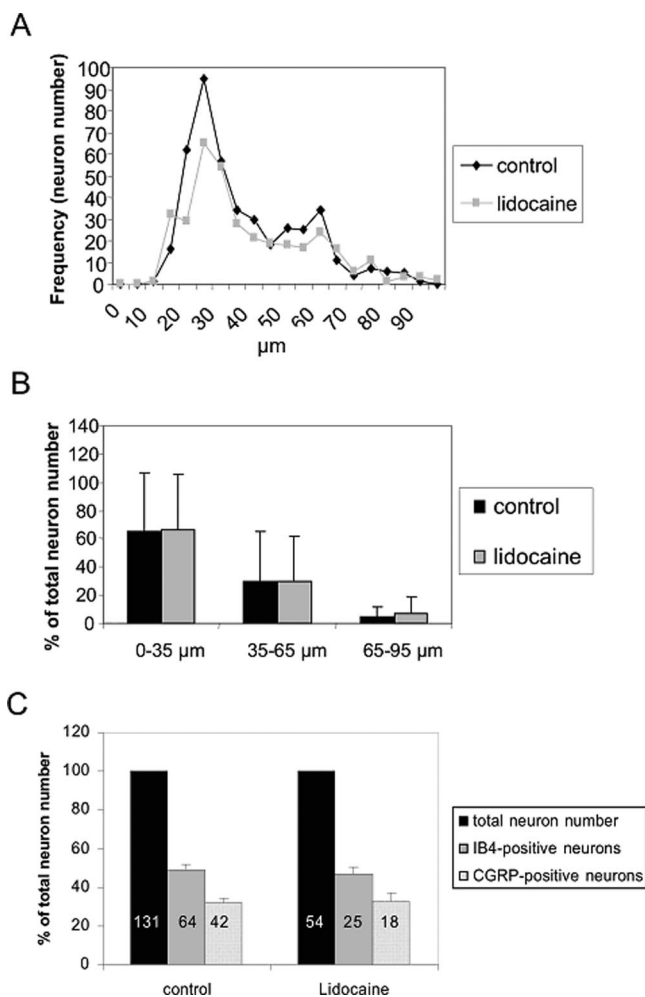 A
Frequency (neuron number)
100
90
80
70
60
50
40
30
20
10
0
0
10
20
30
40
50
60
70
80
90
µm
control
lidocaine
B
% of total neuron number
140
120
100
80
60
40
20
0
0-35 µm
35-65 µm
65-95 µm
control
lidocaine
C
% of total neuron number
120
100
80
60
40
20
0
131
64
42
54
25
18
control
Lidocaine
total neuron number
IB4-positive neurons
CGRP-positive neurons